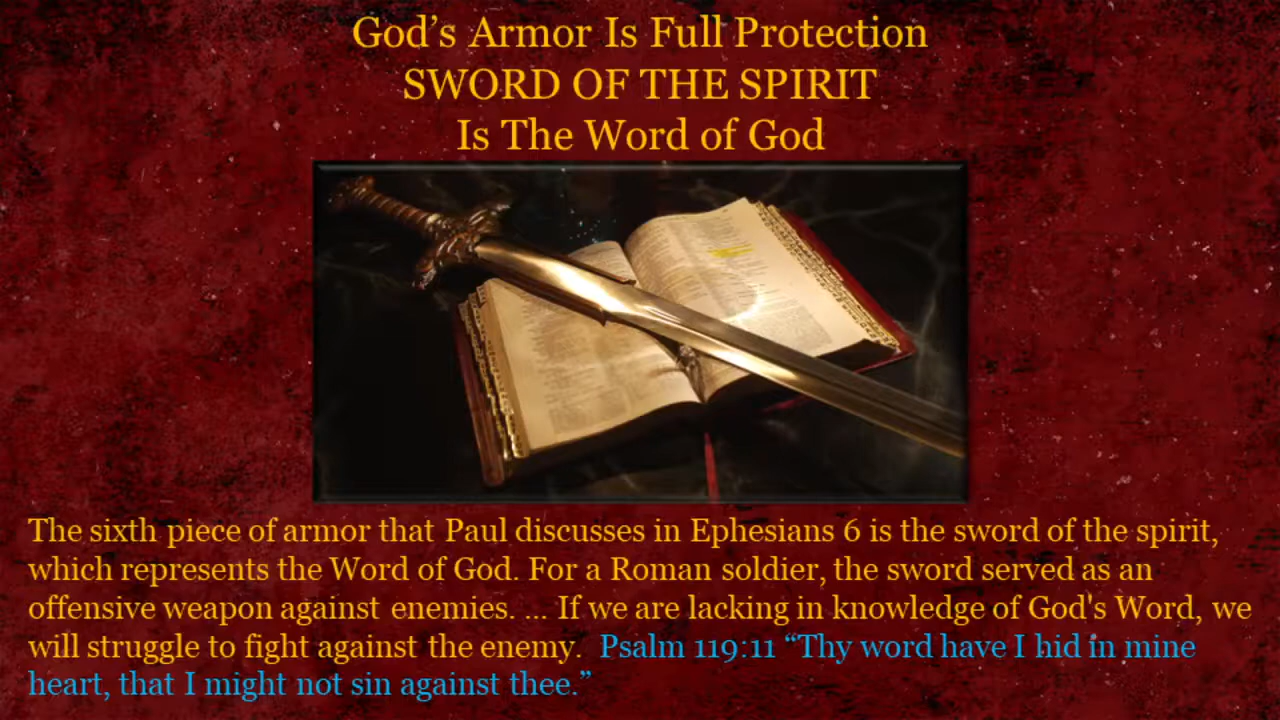 God’s Armor Is Full Protection
SWORD OF THE SPIRIT
Is The Word of God
The sixth piece of armor that Paul discusses in Ephesians 6 is the sword of the spirit,
which represents the Word of God. For a Roman soldier, the sword served as an
offensive weapon against enemies. ... If we are lacking in knowledge of God's Word, we
will struggle to fight against the enemy. Psalm 119:11 “Thy word have I hid in mine
heart, that I might not sin against thee.”